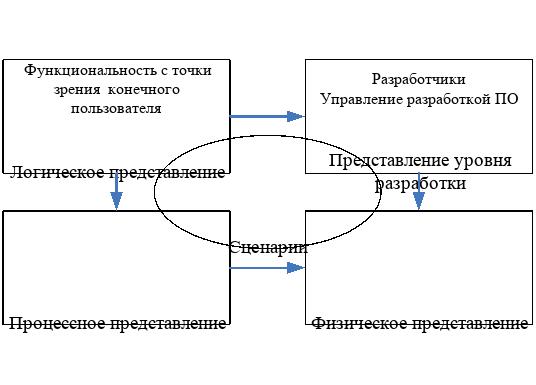 Функциональность с точки
зрения конечного
пользователя
Логическое представление
Разработчики
Управление разработкой ПО
Представление уровня
разработки
Сценарии
Процессное представление
Физическое представление